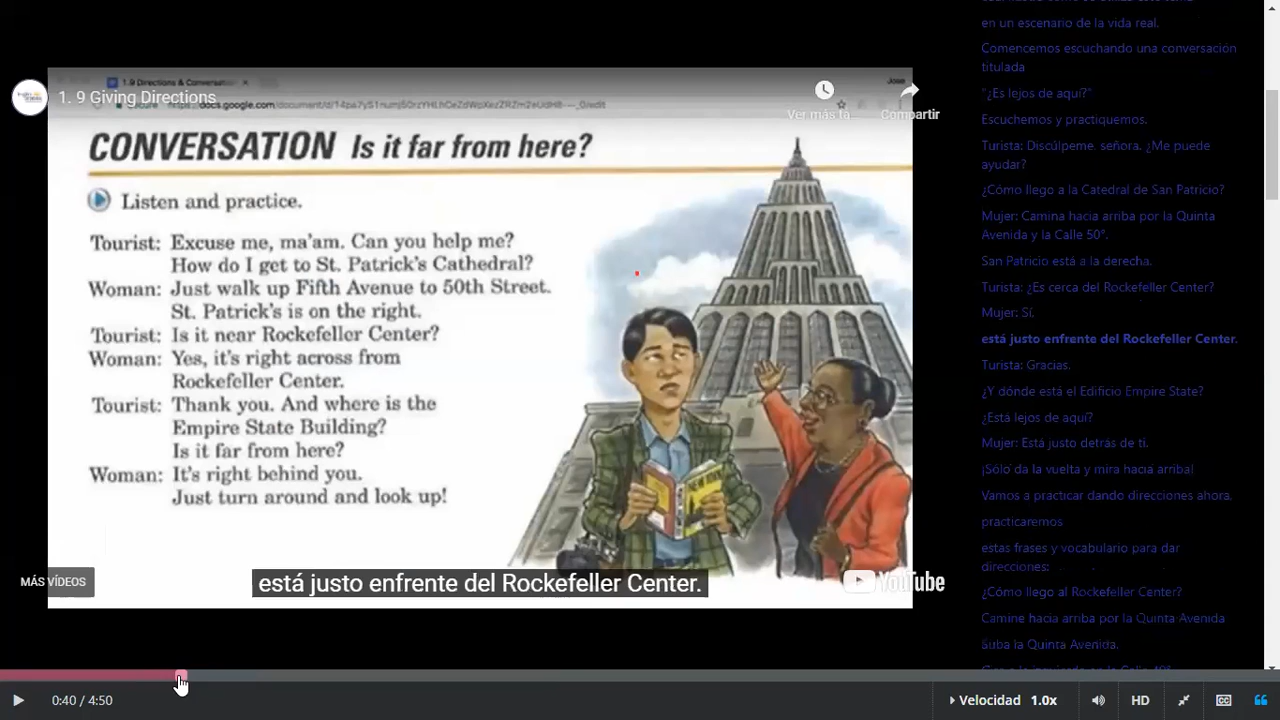 1.9 Directions & Conversation
Jose
1. 9 Giving Directions
Ver más ta...
Compartir
CONVERSATION Is it far from here?
Listen and practice.
Tourist: Excuse me, ma'am. Can you help me?
How do I get to St. Patrick's Cathedral?
Woman: Just walk up Fifth Avenue to 50th Street.
St. Patrick's is on the right.
Tourist: Is it near Rockefeller Center?
Woman: Yes, it's right across from
Rockefeller Center.
Tourist: Thank you. And where is the
Empire State Building?
Is it far from here?
Woman: It's right behind you.
Just turn around and look up!
NEW YORK
MÁS VÍDEOS
está justo enfrente del Rockefeller Center.
YouTube
0:40 / 4:50
Velocidad 1.0x
HD
CC
en un escenario de la vida real.
Comencemos escuchando una conversación
titulada
"¿Es lejos de aquí?"
Escuchemos y practiquemos.
Turista: Discúlpeme, señora. ¿Me puede
ayudar?
¿Cómo llego a la Catedral de San Patricio?
Mujer: Camina hacia arriba por la Quinta
Avenida y la Calle 50°.
San Patricio está a la derecha.
Turista: ¿Es cerca del Rockefeller Center?
Mujer: Sí.
está justo enfrente del Rockefeller Center.
Turista: Gracias.
¿Y dónde está el Edificio Empire State?
¿Está lejos de aquí?
Mujer: Está justo detrás de ti.
¡Sólo da la vuelta y mira hacia arriba!
Vamos a practicar dando direcciones ahora.
practicaremos
estas frases y vocabulario para dar
direcciones:
¿Cómo llego al Rockefeller Center?
Camine hacia arriba por la Quinta Avenida
Suba la Quinta Avenida.